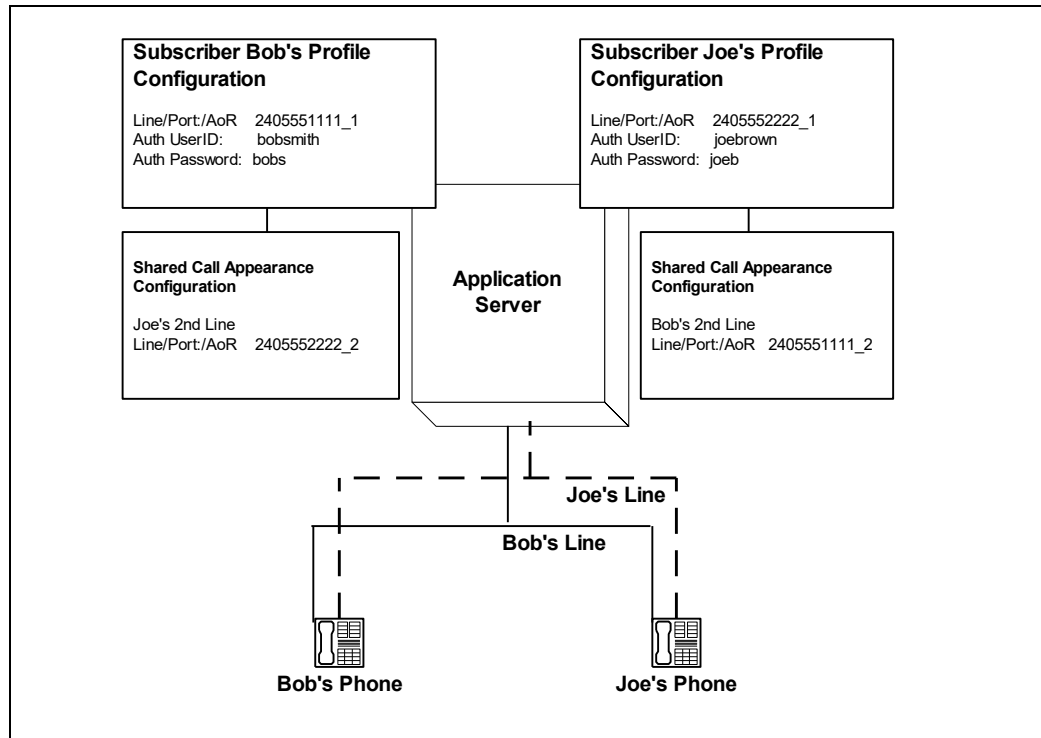 Subscriber Bob's Profile
Configuration
Line/Port:/AoR 2405551111_1
Auth UserID: bobsmith
Auth Password: bobs
Subscriber Joe's Profile
Configuration
Line/Port:/AoR 2405552222_1
Auth UserID: joebrown
Auth Password: joeb
Shared Call Appearance
Configuration
Joe's 2nd Line
Line/Port:/AoR 2405552222_2
Application
Server
Shared Call Appearance
Configuration
Bob's 2nd Line
Line/Port:/AoR 2405551111_2
Joe's Line
Bob's Line
Bob's Phone
Joe's Phone